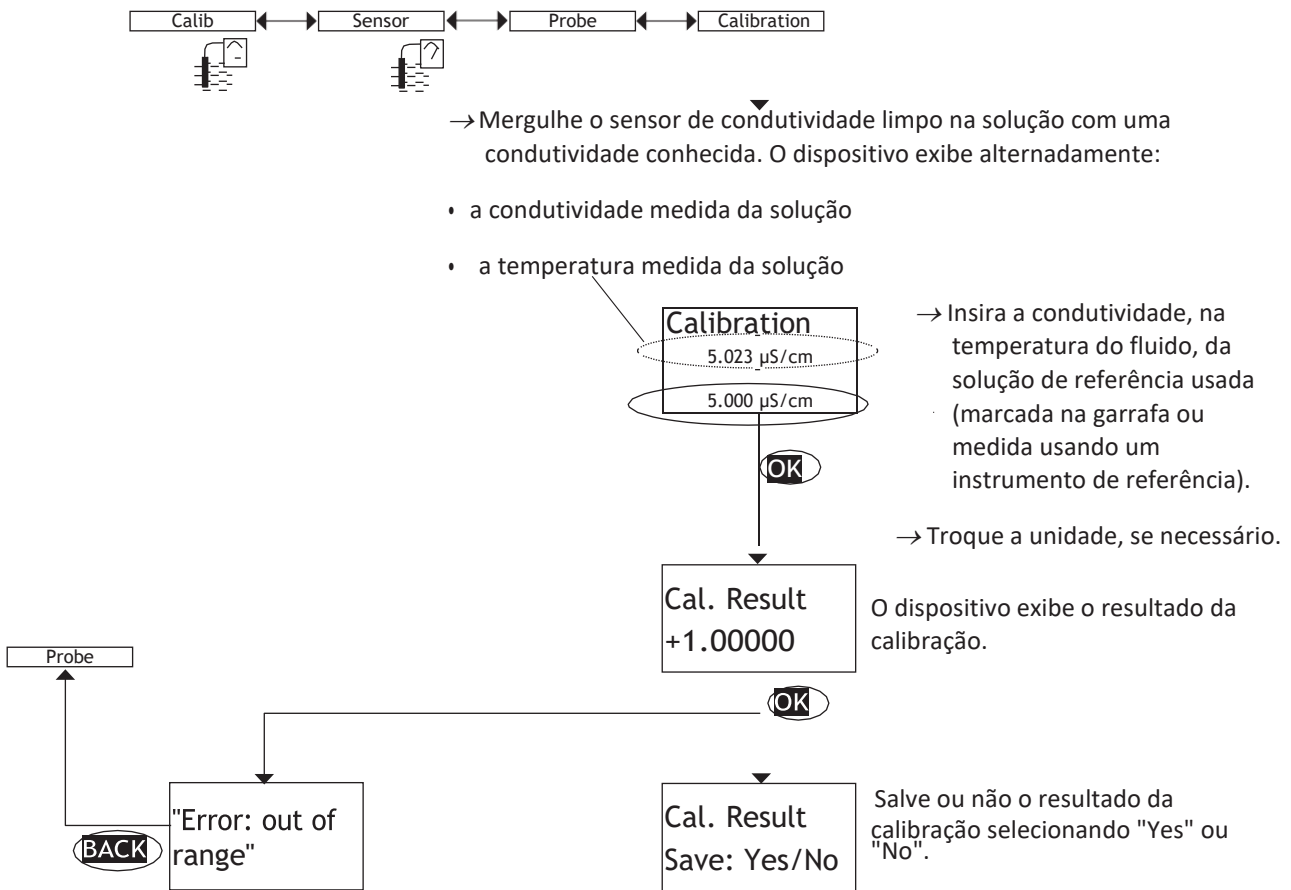 Calib
Sensor
Probe
Calibration
→ Mergulhe o sensor de condutividade limpo na solução com uma
condutividade conhecida. O dispositivo exibe alternadamente:
• a condutividade medida da solução
• a temperatura medida da solução
Calibration
5.023 µS/cm
5.000 µS/cm
→ Insira a condutividade, na
temperatura do fluido, da
solução de referência usada
(marcada na garrafa ou
medida usando um
instrumento de referência).
OK
→ Troque a unidade, se necessário.
Cal. Result
+1.00000
O dispositivo exibe o resultado da
calibração.
Probe
OK
"Error: out of
range"
BACK
Cal. Result
Save: Yes/No
Salve ou não o resultado da
calibração selecionando "Yes" ou
"No".